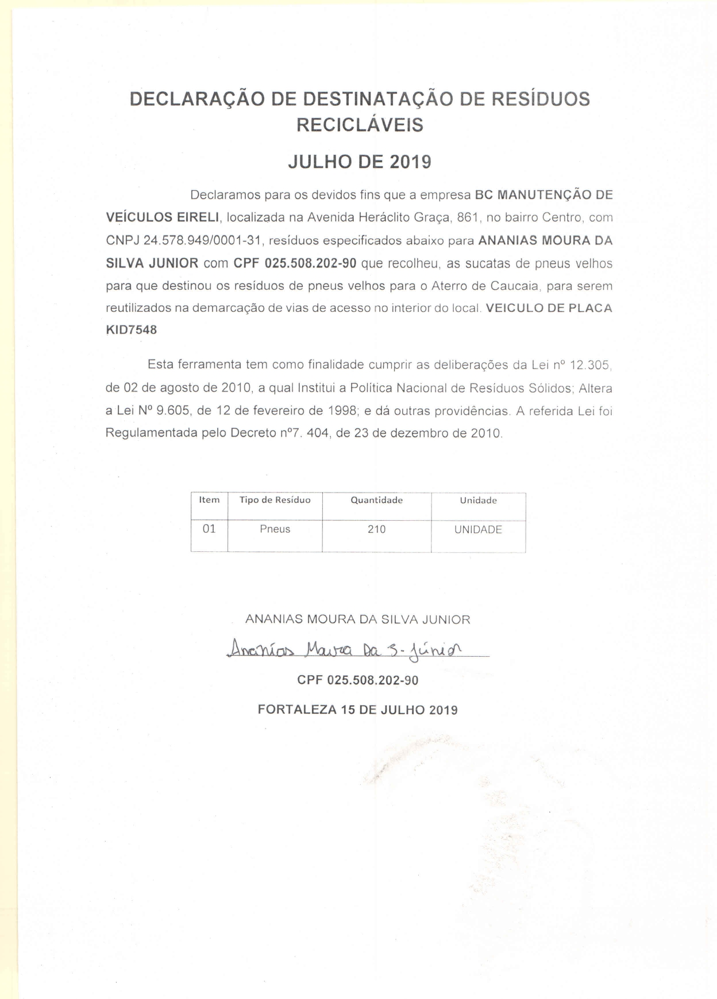 DECLARAÇÃO DE DESTINATAÇÃO DE RESÍDUOS
RECICLÁVEIS
JULHO DE 2019
Declaramos para os devidos fins que a empresa BC MANUTENÇÃO DE
VEÍCULOS EIRELI, localizada na Avenida Heráclito Graça, 861, no bairro Centro, com
CNPJ 24.578.949/0001-31, resíduos especificados abaixo para ANANIAS MOURA DA
SILVA JUNIOR com CPF 025.508.202-90 que recolheu, as sucatas de pneus velhos
para que destinou os resíduos de pneus velhos para o Aterro de Caucaia, para serem
reutilizados na demarcação de vias de acesso no interior do local. VEICULO DE PLACA
KID7548
Esta ferramenta tem como finalidade cumprir as deliberações da Lei nº 12.305,
de 02 de agosto de 2010, a qual Institui a Política Nacional de Resíduos Sólidos; Altera
a Lei Nº 9.605, de 12 de fevereiro de 1998; e dá outras providências. A referida Lei foi
Regulamentada pelo Decreto nº7. 404, de 23 de dezembro de 2010.
Item Tipo de Resíduo Quantidade Unidade
01 Pneus 210 UNIDADE
ANANIAS MOURA DA SILVA JUNIOR
Ananias Moura Da S. Júnior
CPF 025.508.202-90
FORTALEZA 15 DE JULHO 2019